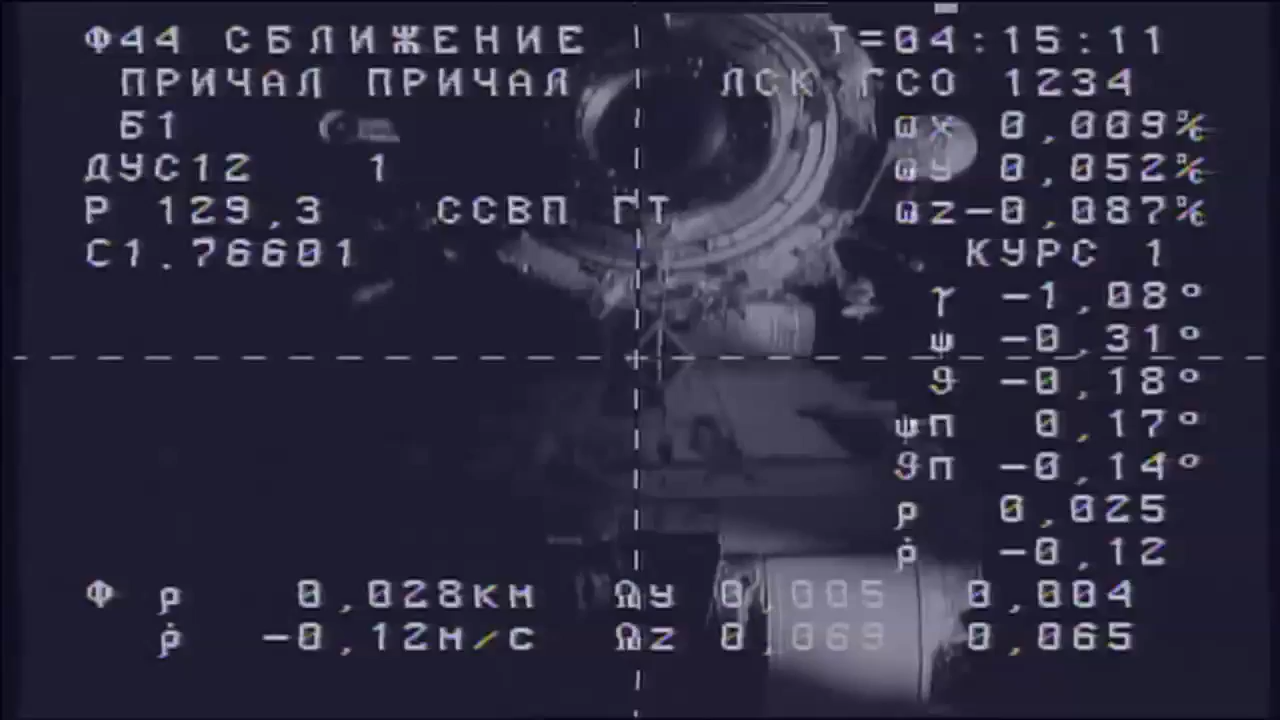 Ф44 СБЛИЖЕНИЕ T=04:15:11
ПРИЧАЛ ПРИЧАЛ ЛСК ГСО 1234
Б1 ωx 0,009°/с
ДУС12 1 ωy 0,052°/с
Р 129,3 ССВП ГТ ωz-0,087°/с
С1.76601 КУРС 1
γ -1,08°
ψ -0,31°
ϑ -0,18°
ψп 0,17°
ϑп -0,14°
ρ 0,025
ρ̇ -0,12
Ф ρ 0,028км Ωy 0,005 0,004
ρ̇ -0,12м/с Ωz 0,069 0,065